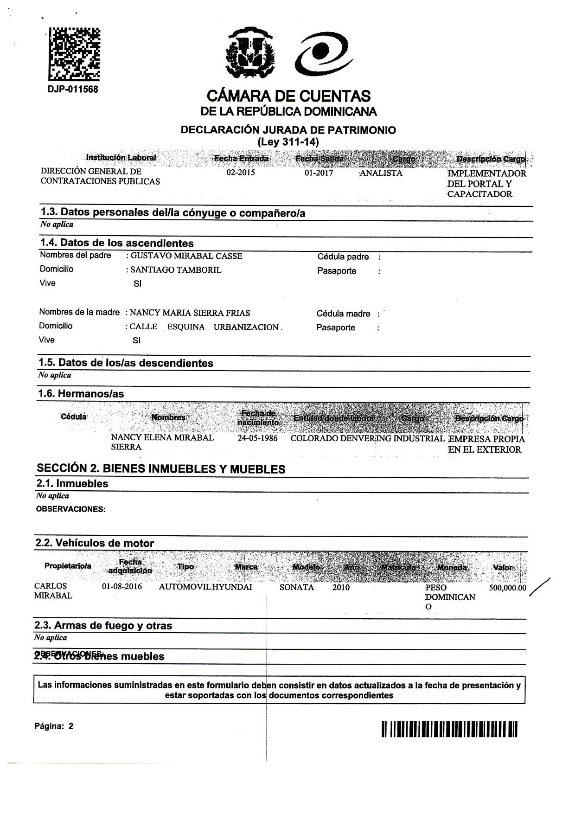 DJP-011568
CÁMARA DE CUENTAS
DE LA REPÚBLICA DOMINICANA
DECLARACIÓN JURADA DE PATRIMONIO
(Ley 311-14)
Institución Laboral Fecha Entrada Fecha Salida Cargo Descripción Cargo
DIRECCIÓN GENERAL DE 02-2015 01-2017 ANALISTA IMPLEMENTADOR
CONTRATACIONES PUBLICAS DEL PORTAL Y
CAPACITADOR
1.3. Datos personales del/la cónyuge o compañero/a
No aplica
1.4. Datos de los ascendientes
Nombres del padre : GUSTAVO MIRABAL CASSE Cédula padre :
Domicilio : SANTIAGO TAMBORIL Pasaporte :
Vive SI
Nombres de la madre : NANCY MARIA SIERRA FRIAS Cédula madre :
Domicilio : CALLE ESQUINA URBANIZACION . Pasaporte :
Vive SI
1.5. Datos de los/as descendientes
No aplica
1.6. Hermanos/as
Cédula Nombres Fecha de nacimiento Entidad donde labora Cargo Descripción Cargo
NANCY ELENA MIRABAL 24-05-1986 COLORADO DENVER ING INDUSTRIAL EMPRESA PROPIA
SIERRA EN EL EXTERIOR
SECCIÓN 2. BIENES INMUEBLES Y MUEBLES
2.1. Inmuebles
No aplica
OBSERVACIONES:
2.2. Vehículos de motor
Propietario/a Fecha adquisición Tipo Marca Modelo Año Matrícula Moneda Valor
CARLOS 01-08-2016 AUTOMOVIL HYUNDAI SONATA 2010 PESO 500,000.00
MIRABAL DOMINICAN
O
2.3. Armas de fuego y otras
No aplica
2.4. Otros bienes muebles
Las informaciones suministradas en este formulario deben consistir en datos actualizados a la fecha de presentación y
estar soportadas con los documentos correspondientes
Página: 2